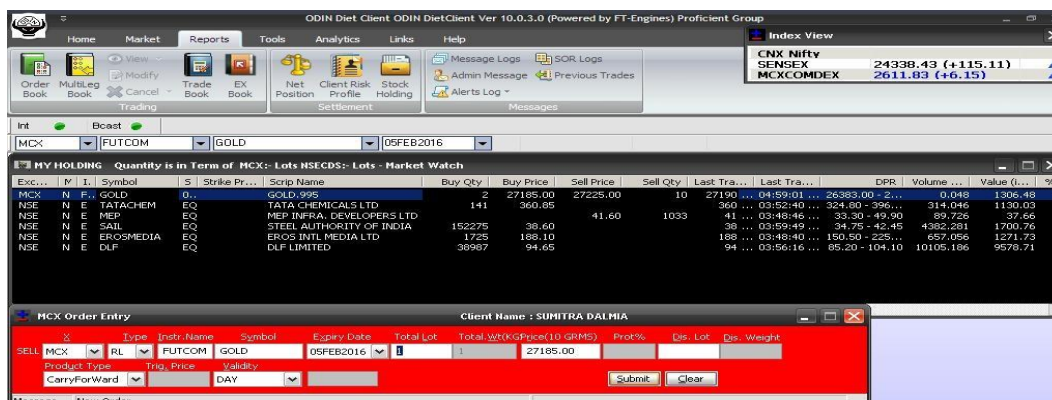 ODIN Diet Client ODIN DietClient Ver 10.0.3.0 (Powered by FT-Engines) Proficient Group
Home Market Reports Tools Analytics Links Help
Index View
CNX Nifty
SENSEX 24338.43 (+115.11)
MCXCOMDEX 2611.83 (+6.15)
Order Book
MultiLeg Book
View
Modify
Cancel
Trade Book
EX Book
Net Position
Client Risk Profile
Stock Holding
Message Logs SOR Logs
Admin Message Previous Trades
Alerts Log
Trading Settlement Messages
Int Bcast
MCX FUTCOM GOLD 05FEB2016
MY HOLDING Quantity is in Term of MCX:- Lots NSECDS:- Lots - Market Watch
Exc... M I. Symbol S Strike Pr... Scrip Name Buy Qty Buy Price Sell Price Sell Qty Last Tra... Last Tra... DPR Volume ... Value (i... %
MCX N F.. GOLD 0.. GOLD.995 2 27185.00 27225.00 10 27190 ... 04:59:01 ... 26383.00 - 2... 0.048 1306.48
NSE N E TATACHEM EQ TATA CHEMICALS LTD 141 360.85 360 ... 03:52:40 ... 324.80 - 396... 314.046 1130.03
NSE N E MEP EQ MEP INFRA. DEVELOPERS LTD 41.60 1033 41 ... 03:48:46 ... 33.30 - 49.90 89.726 37.66
NSE N E SAIL EQ STEEL AUTHORITY OF INDIA 152275 38.60 38 ... 03:59:49 ... 34.75 - 42.45 4382.281 1700.76
NSE N E EROSMEDIA EQ EROS INTL MEDIA LTD 1725 188.10 188 ... 03:48:40 ... 150.50 - 225... 657.056 1271.73
NSE N E DLF EQ DLF LIMITED 38987 94.65 94 ... 03:56:16 ... 85.20 - 104.10 10105.186 9578.71
MCX Order Entry Client Name : SUMITRA DALMIA
X Type Instr.Name Symbol Expiry Date Total Lot Total.Wt(KG Price(10 GRMS) Prot% Dis. Lot Dis. Weight
SELL MCX RL FUTCOM GOLD 05FEB2016 1 1 27185.00
Product Type Trig. Price Validity
CarryForWard DAY Submit Clear
Message New Order